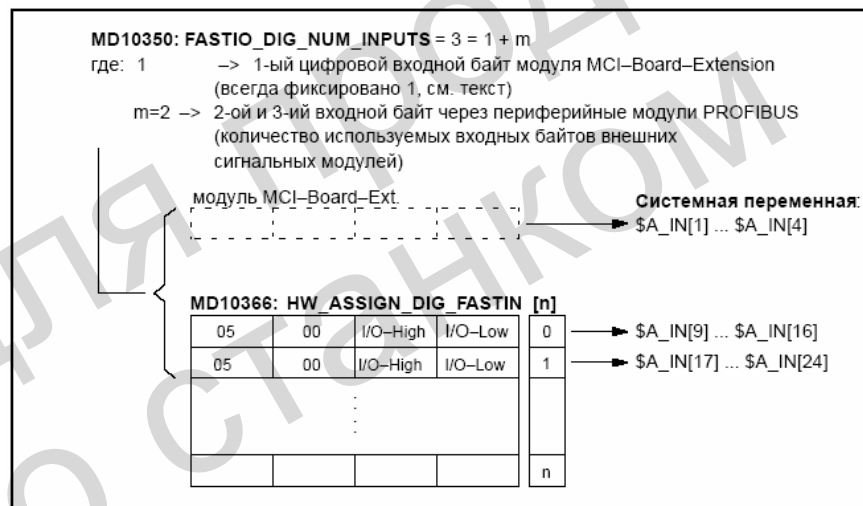 MD10350: FASTIO_DIG_NUM_INPUTS = 3 = 1 + m
где: 1 –> 1-ый цифровой входной байт модуля MCI–Board–Extension
(всегда фиксировано 1, см. текст)
m=2 –> 2-ой и 3-ий входной байт через периферийные модули PROFIBUS
(количество используемых входных байтов внешних
сигнальных модулей)
модуль MCI–Board–Ext.
Системная переменная:
$A_IN[1] ... $A_IN[4]
MD10366: HW_ASSIGN_DIG_FASTIN [n]
05 00 I/O–High I/O–Low 0 $A_IN[9] ... $A_IN[16]
05 00 I/O–High I/O–Low 1 $A_IN[17] ... $A_IN[24]
n
для прод
о станком